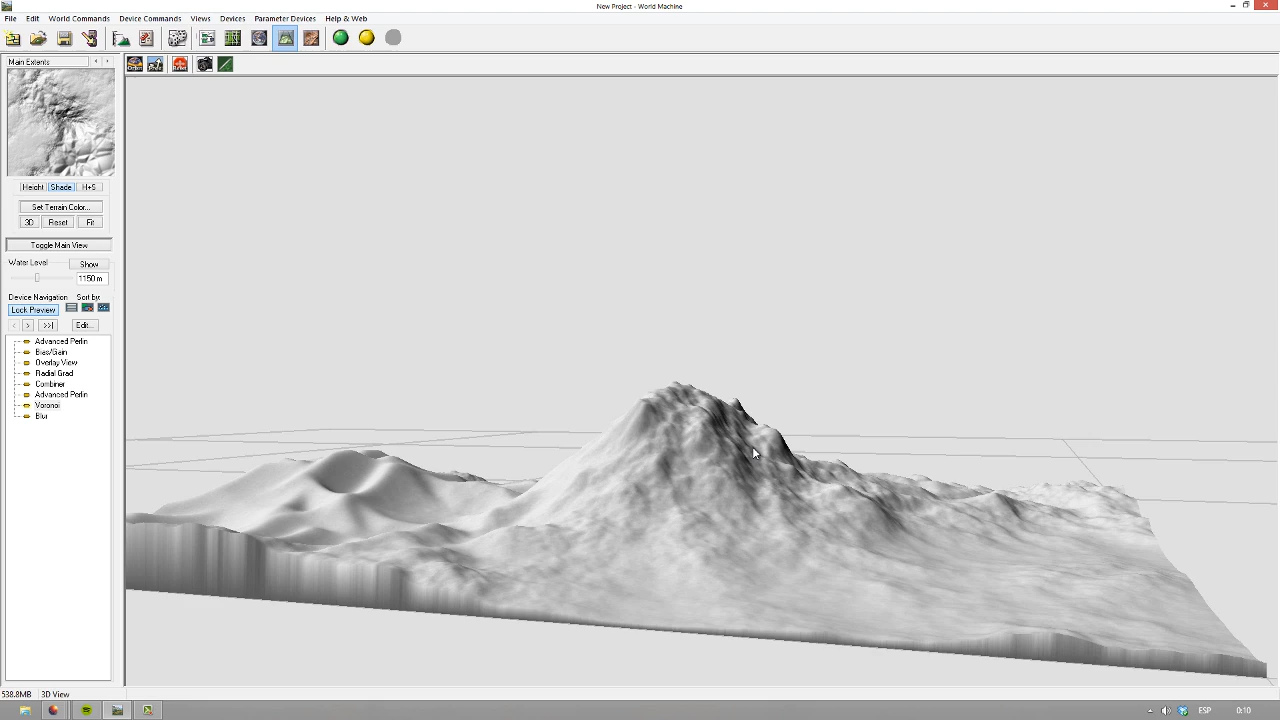 New Project - World Machine
File Edit World Commands Device Commands Views Devices Parameter Devices Help & Web
Main Extents
Height Shade H+S
Set Terrain Color...
3D Reset Fit
Toggle Main View
Water Level Show
1150 m
Device Navigation Sort by:
Lock Preview
< > >>| Edit...
Advanced Perlin
Bias/Gain
Overlay View
Radial Grad
Combiner
Advanced Perlin
Voronoi
Blur
538.8MB 3D View
ESP 0:10